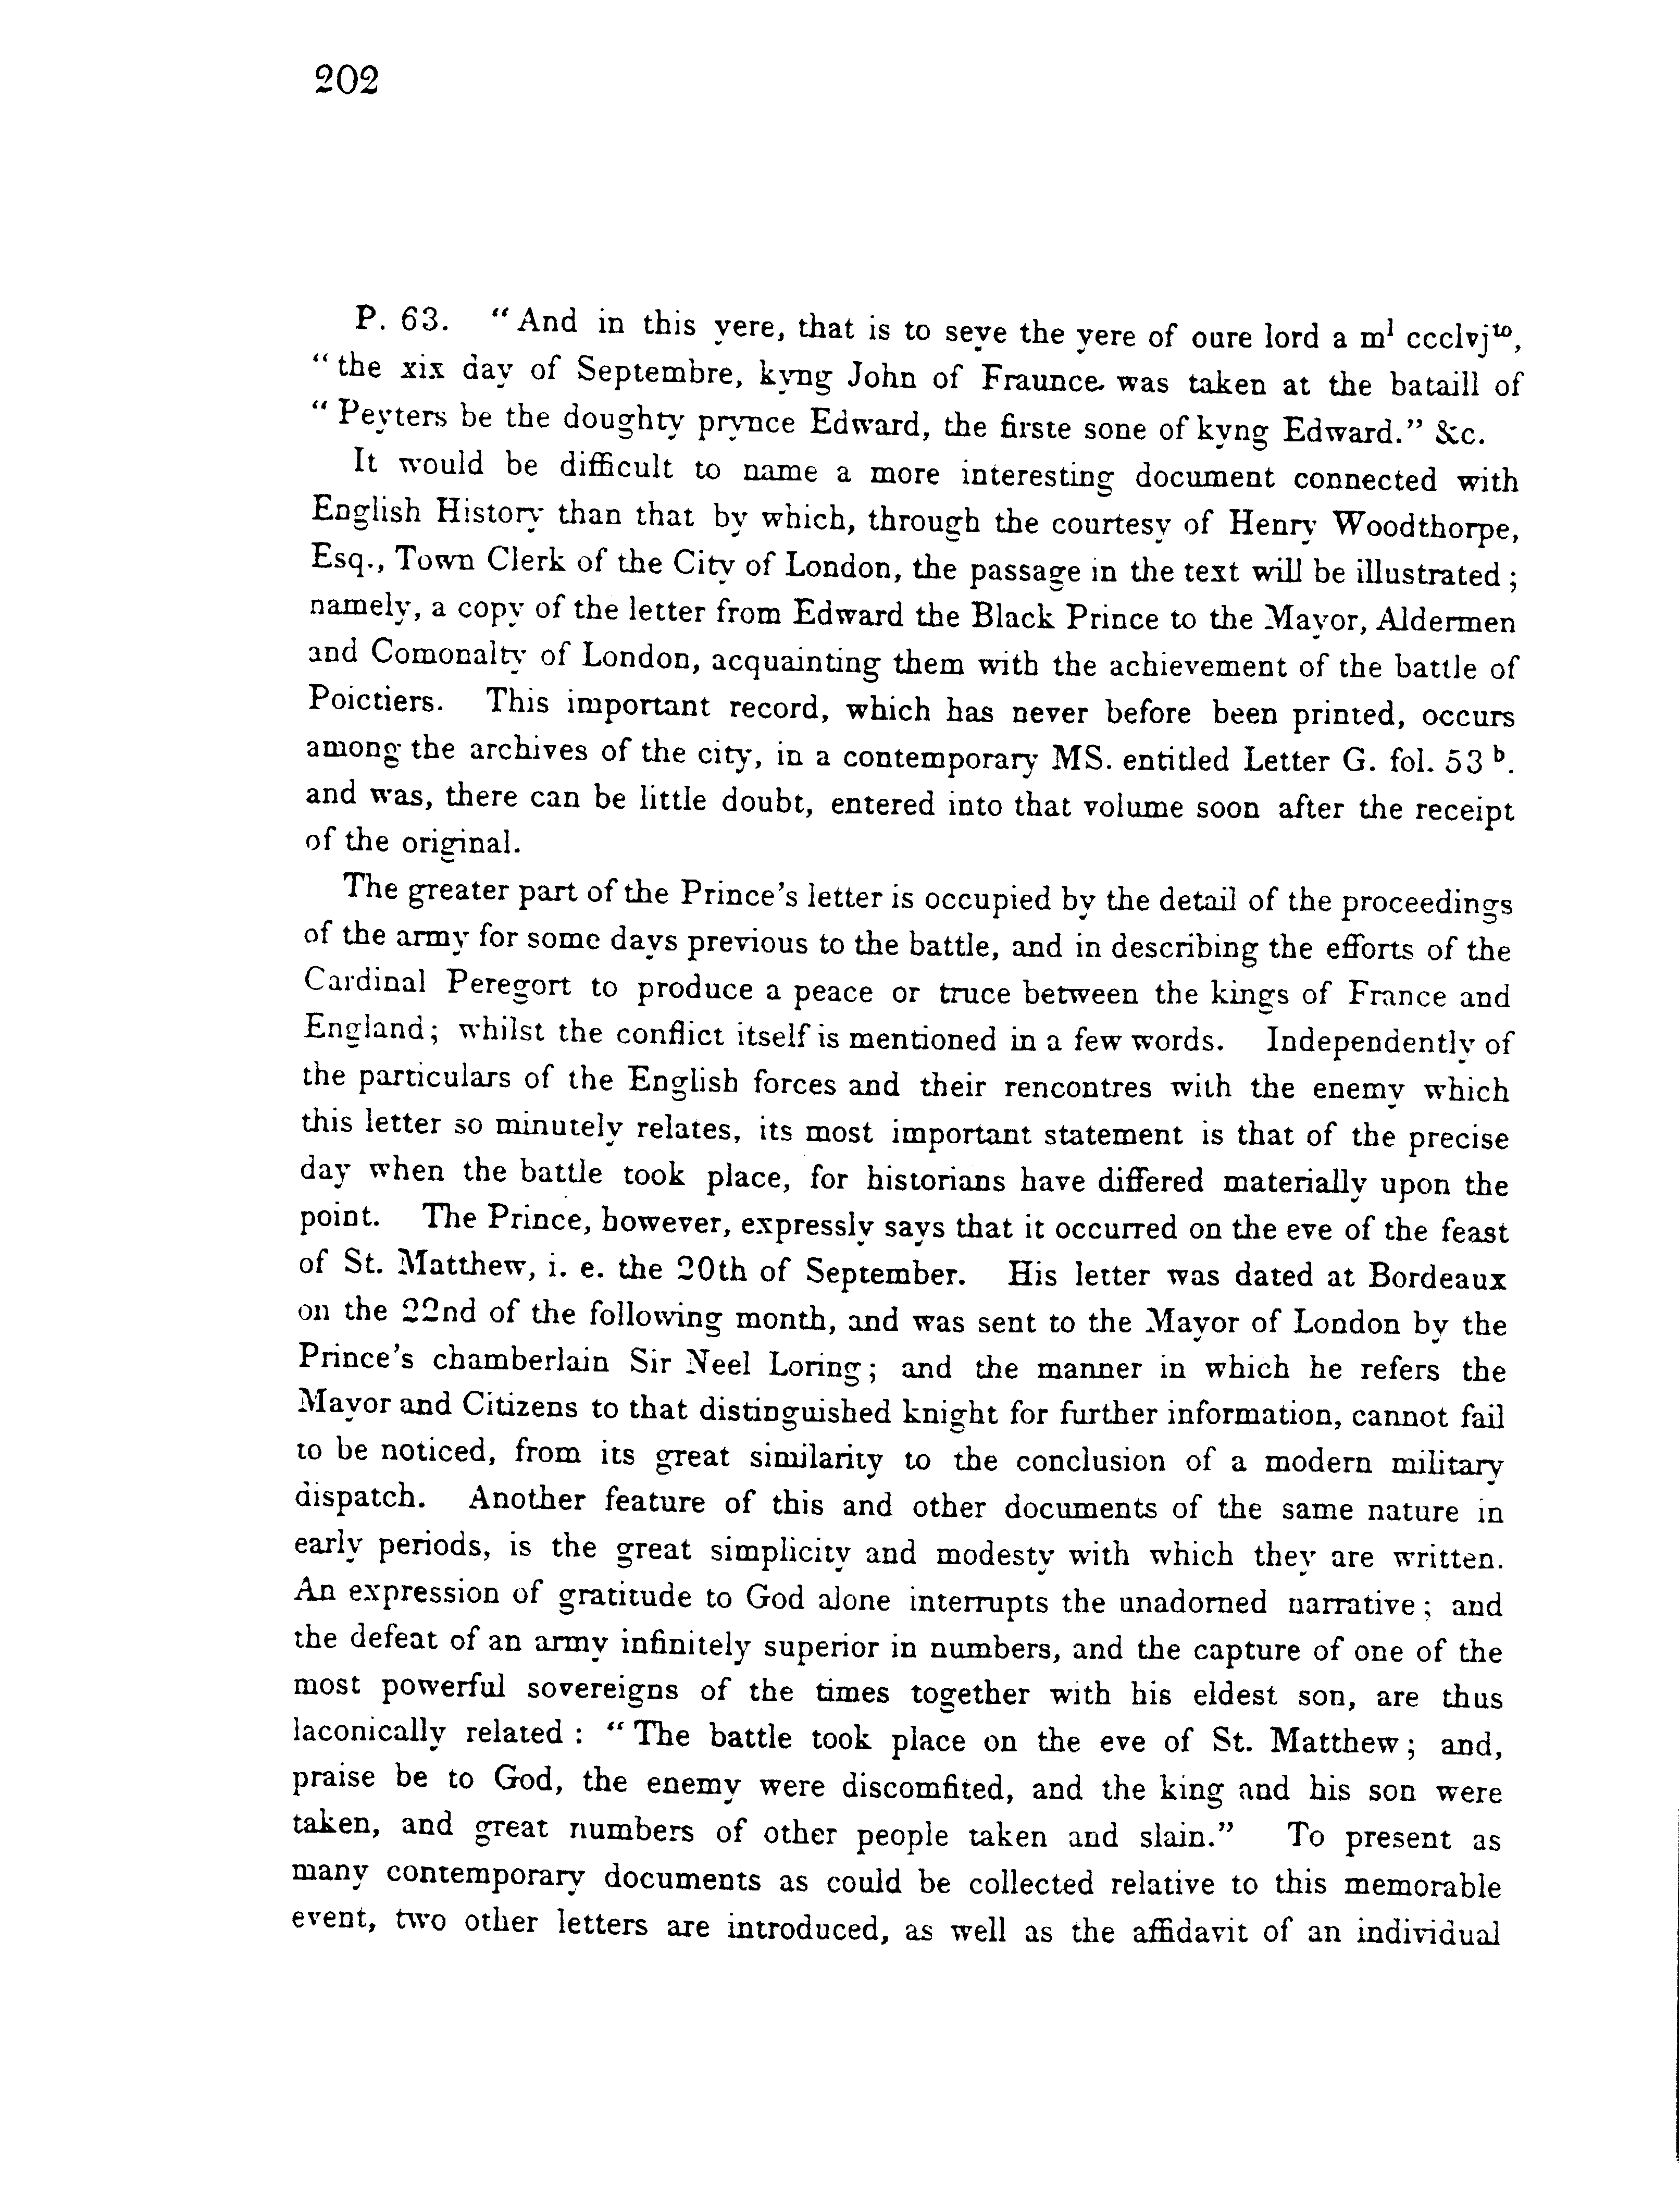 202
P. 63. "And in this yere, that is to seye the yere of oure lord a mˡ ccclvjᵗᵒ,
"the xix day of Septembre, kyng John of Fraunce was taken at the bataill of
"Peyters be the doughty prynce Edward, the firste sone of kyng Edward." &c.
It would be difficult to name a more interesting document connected with
English History than that by which, through the courtesy of Henry Woodthorpe,
Esq., Town Clerk of the City of London, the passage in the text will be illustrated;
namely, a copy of the letter from Edward the Black Prince to the Mayor, Aldermen
and Comonalty of London, acquainting them with the achievement of the battle of
Poictiers. This important record, which has never before been printed, occurs
among the archives of the city, in a contemporary MS. entitled Letter G. fol. 53 ᵇ.
and was, there can be little doubt, entered into that volume soon after the receipt
of the original.
The greater part of the Prince's letter is occupied by the detail of the proceedings
of the army for some days previous to the battle, and in describing the efforts of the
Cardinal Peregort to produce a peace or truce between the kings of France and
England; whilst the conflict itself is mentioned in a few words. Independently of
the particulars of the English forces and their rencontres with the enemy which
this letter so minutely relates, its most important statement is that of the precise
day when the battle took place, for historians have differed materially upon the
point. The Prince, however, expressly says that it occurred on the eve of the feast
of St. Matthew, i. e. the 20th of September. His letter was dated at Bordeaux
on the 22nd of the following month, and was sent to the Mayor of London by the
Prince's chamberlain Sir Neel Loring; and the manner in which he refers the
Mayor and Citizens to that distinguished knight for further information, cannot fail
to be noticed, from its great similarity to the conclusion of a modern military
dispatch. Another feature of this and other documents of the same nature in
early periods, is the great simplicity and modesty with which they are written.
An expression of gratitude to God alone interrupts the unadorned narrative; and
the defeat of an army infinitely superior in numbers, and the capture of one of the
most powerful sovereigns of the times together with his eldest son, are thus
laconically related: "The battle took place on the eve of St. Matthew; and,
praise be to God, the enemy were discomfited, and the king and his son were
taken, and great numbers of other people taken and slain." To present as
many contemporary documents as could be collected relative to this memorable
event, two other letters are introduced, as well as the affidavit of an individual